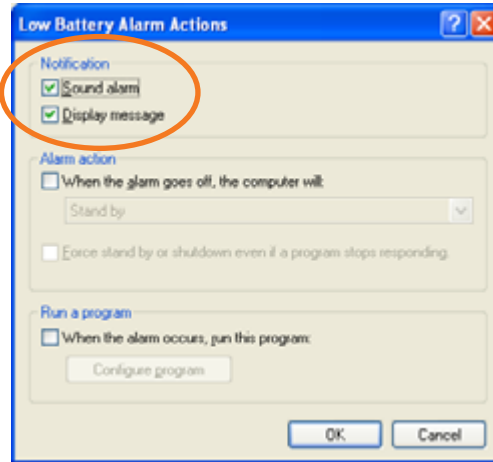 Low Battery Alarm Actions
Notification
Sound alarm
Display message
Alarm action
When the alarm goes off, the computer will:
Stand by
Force stand by or shutdown even if a program stops responding.
Run a program
When the alarm occurs, run this program:
Configure program
OK Cancel